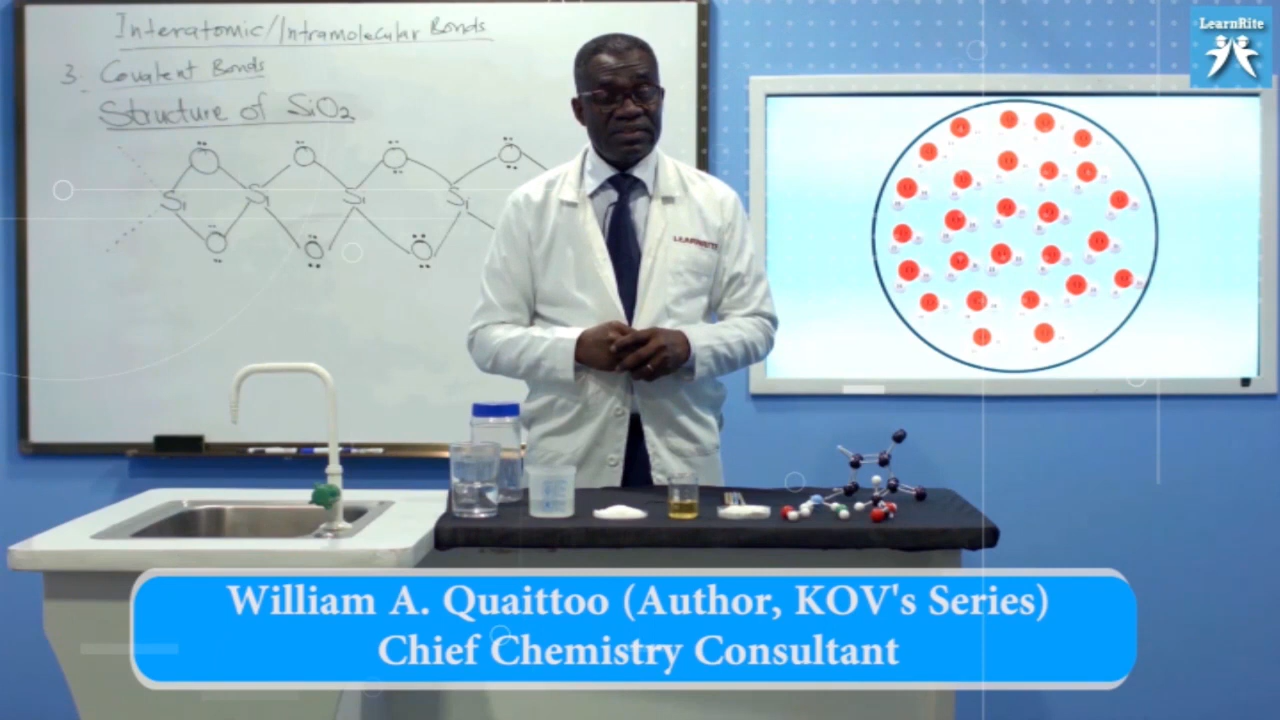 Interatomic/Intramolecular Bonds
3. Covalent Bonds
Structure of SiO2
O O O O
Si Si Si Si
O O O
LearnRite
LEARNRITE
William A. Quaittoo (Author, KOV's Series)
Chief Chemistry Consultant